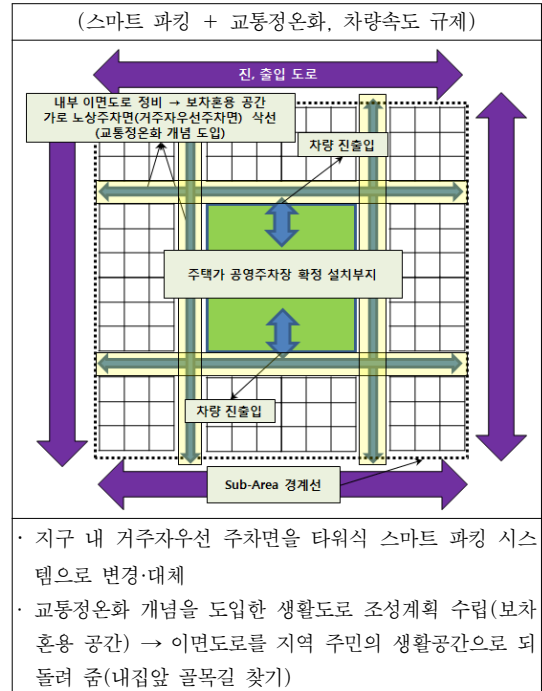 (스마트 파킹 + 교통정온화, 차량속도 규제)
진, 출입 도로
내부 이면도로 정비 → 보차혼용 공간
가로 노상주차면(거주자우선주차면) 삭선
(교통정온화 개념 도입)
차량 진출입
주택가 공영주차장 확정 설치부지
차량 진출입
Sub-Area 경계선
· 지구 내 거주자우선 주차면을 타워식 스마트 파킹 시스
템으로 변경·대체
· 교통정온화 개념을 도입한 생활도로 조성계획 수립(보차
혼용 공간) → 이면도로를 지역 주민의 생활공간으로 되
돌려 줌(내집앞 골목길 찾기)